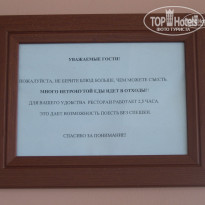 TOP Hotels
ФОТО ТУРИСТА
УВАЖАЕМЫЕ ГОСТИ!
ПОЖАЛУЙСТА, НЕ БЕРИТЕ БЛЮД БОЛЬШЕ, ЧЕМ МОЖЕТЕ СЪЕСТЬ.
МНОГО НЕТРОНУТОЙ ЕДЫ ИДЕТ В ОТХОДЫ!
ДЛЯ ВАШЕГО УДОБСТВА РЕСТОРАН РАБОТАЕТ 2,5 ЧАСА.
ЭТО ДАЕТ ВОЗМОЖНОСТЬ ПОЕСТЬ НЕ СПЕША!
СПАСИБО ЗА ПОНИМАНИЕ!